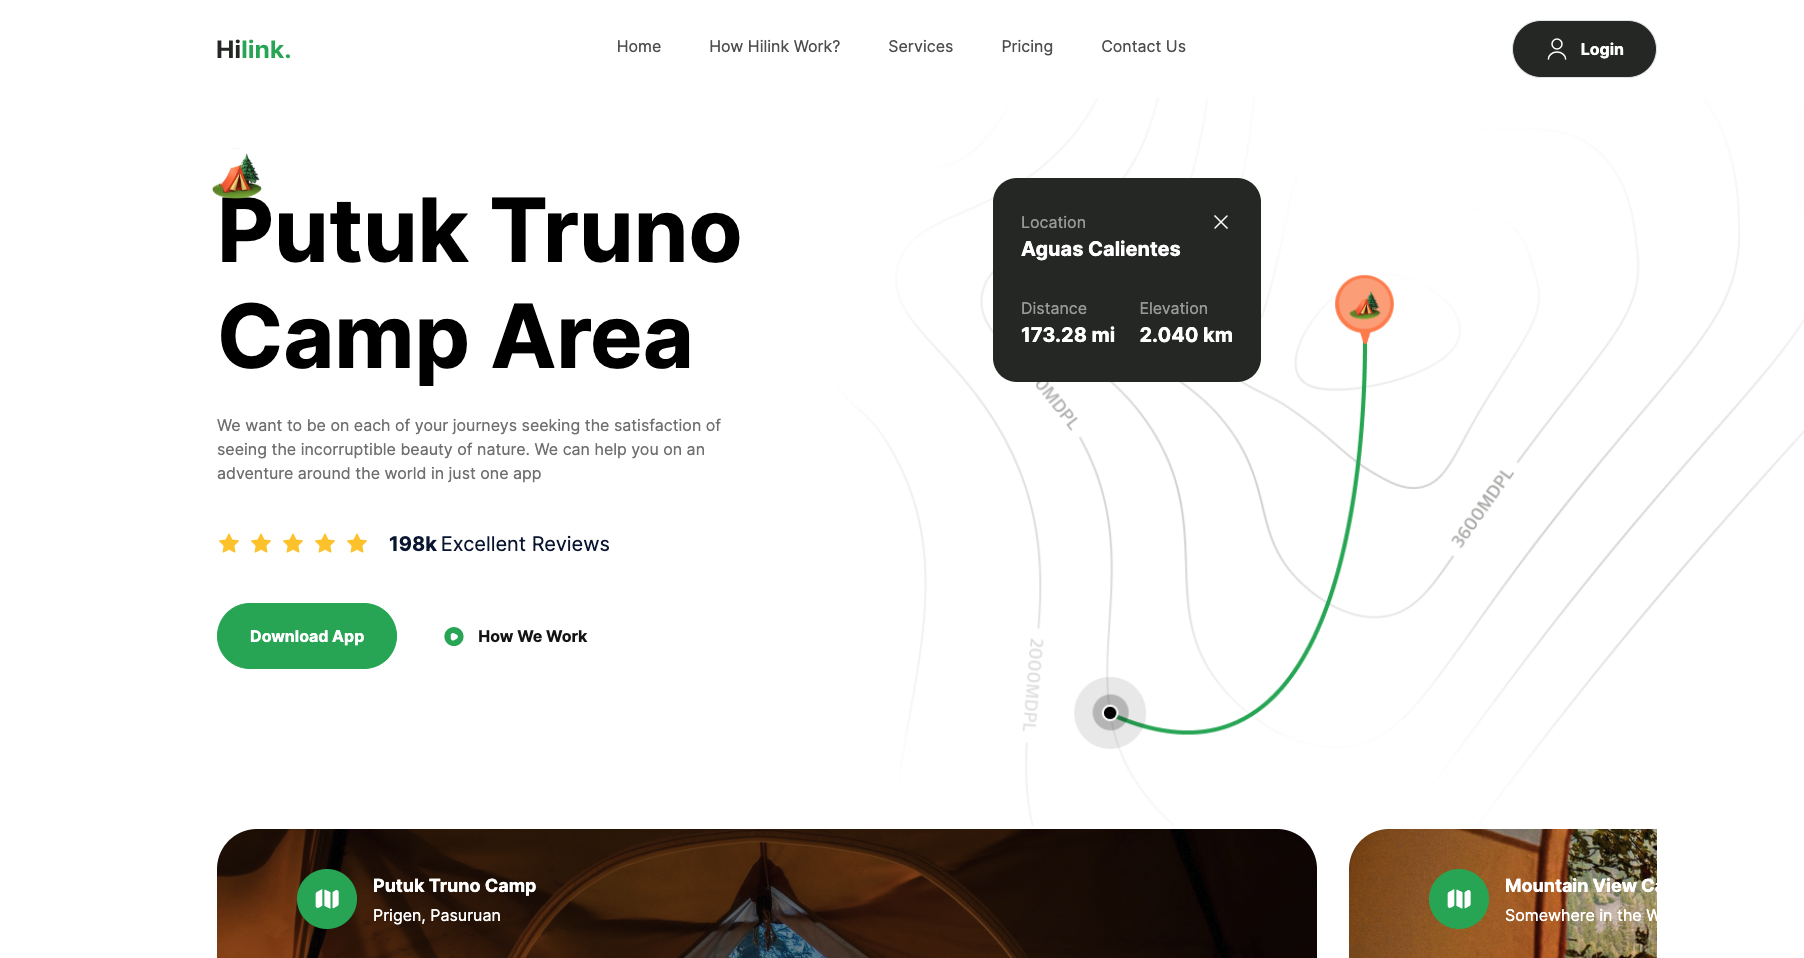 Hilink.
Home
How Hilink Work?
Services
Pricing
Contact Us
Login
Putuk Truno
Camp Area
We want to be on each of your journeys seeking the satisfaction of
seeing the incorruptible beauty of nature. We can help you on an
adventure around the world in just one app
198k Excellent Reviews
Download App
How We Work
Location
Aguas Calientes
Distance
Elevation
173.28 mi
2.040 km
0MDPL
3600MDPL
2000MDPL
Putuk Truno Camp
Prigen, Pasuruan
Mountain View Ca
Somewhere in the W